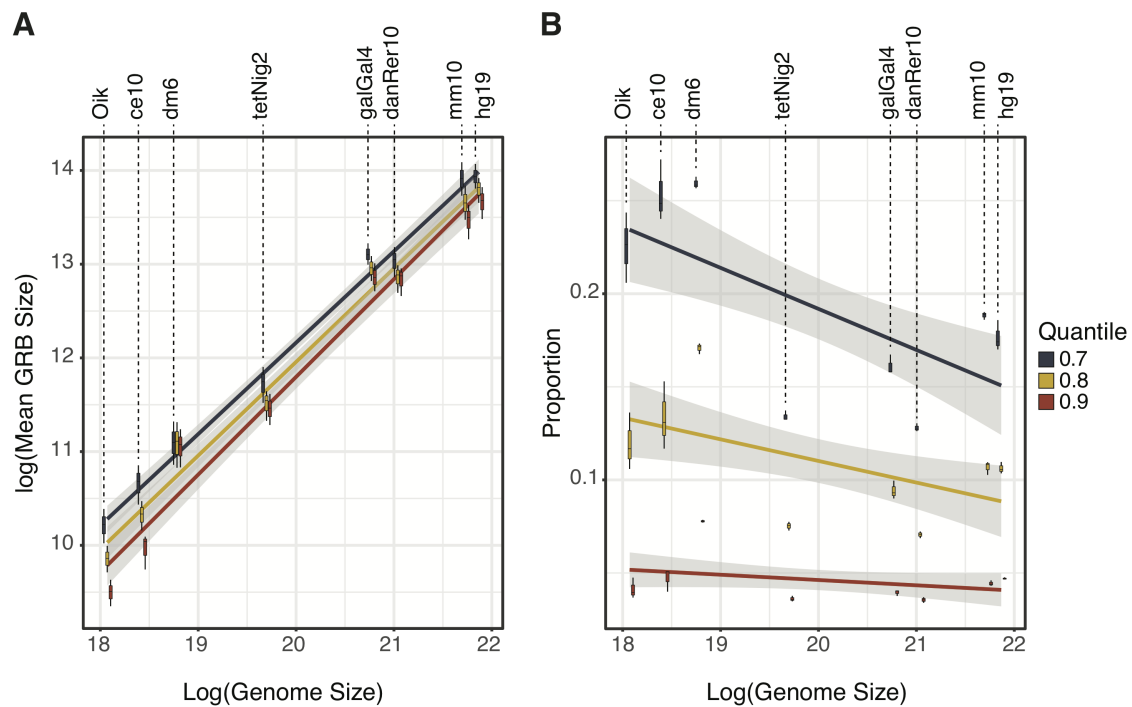 A
B
Oik
ce10
dm6
tetNig2
galGal4
danRer10
mm10
hg19
Oik
ce10
dm6
tetNig2
galGal4
danRer10
mm10
hg19
log(Mean GRB Size)
14
13
12
11
10
18
19
20
21
22
Log(Genome Size)
Proportion
0.2
0.1
18
19
20
21
22
Log(Genome Size)
Quantile
0.7
0.8
0.9